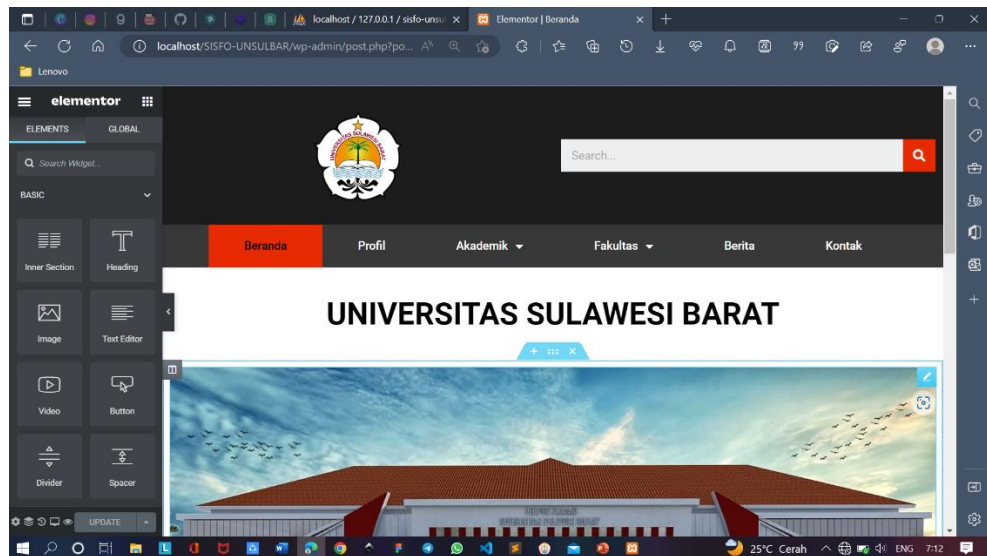 localhost / 127.0.0.1 / sisfo-unsu
Elementor | Beranda
localhost/SISFO-UNSULBAR/wp-admin/post.php?po...
Lenovo
elementor
ELEMENTS GLOBAL
Search Widget...
BASIC
Inner Section
Heading
Image
Text Editor
Video
Button
Divider
Spacer
UPDATE
Search...
Beranda Profil Akademik Fakultas Berita Kontak
UNIVERSITAS SULAWESI BARAT
25°C Cerah ENG 7:12